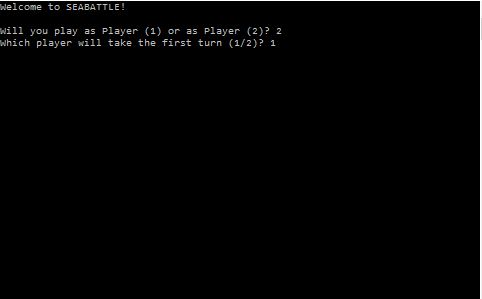 Welcome to SEABATTLE!
Will you play as Player (1) or as Player (2)? 2
Which player will take the first turn (1/2)? 1